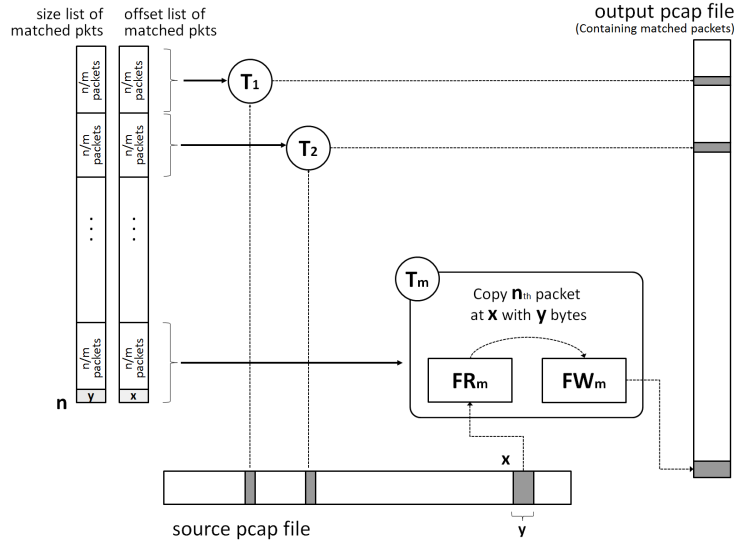 size list of
matched pkts
offset list of
matched pkts
output pcap file
(Containing matched packets)
n/m
packets
n/m
packets
T1
n/m
packets
n/m
packets
T2
Tm
Copy nth packet
at x with y bytes
n/m
packets
n/m
packets
FRm
FWm
n
y
x
x
source pcap file
y